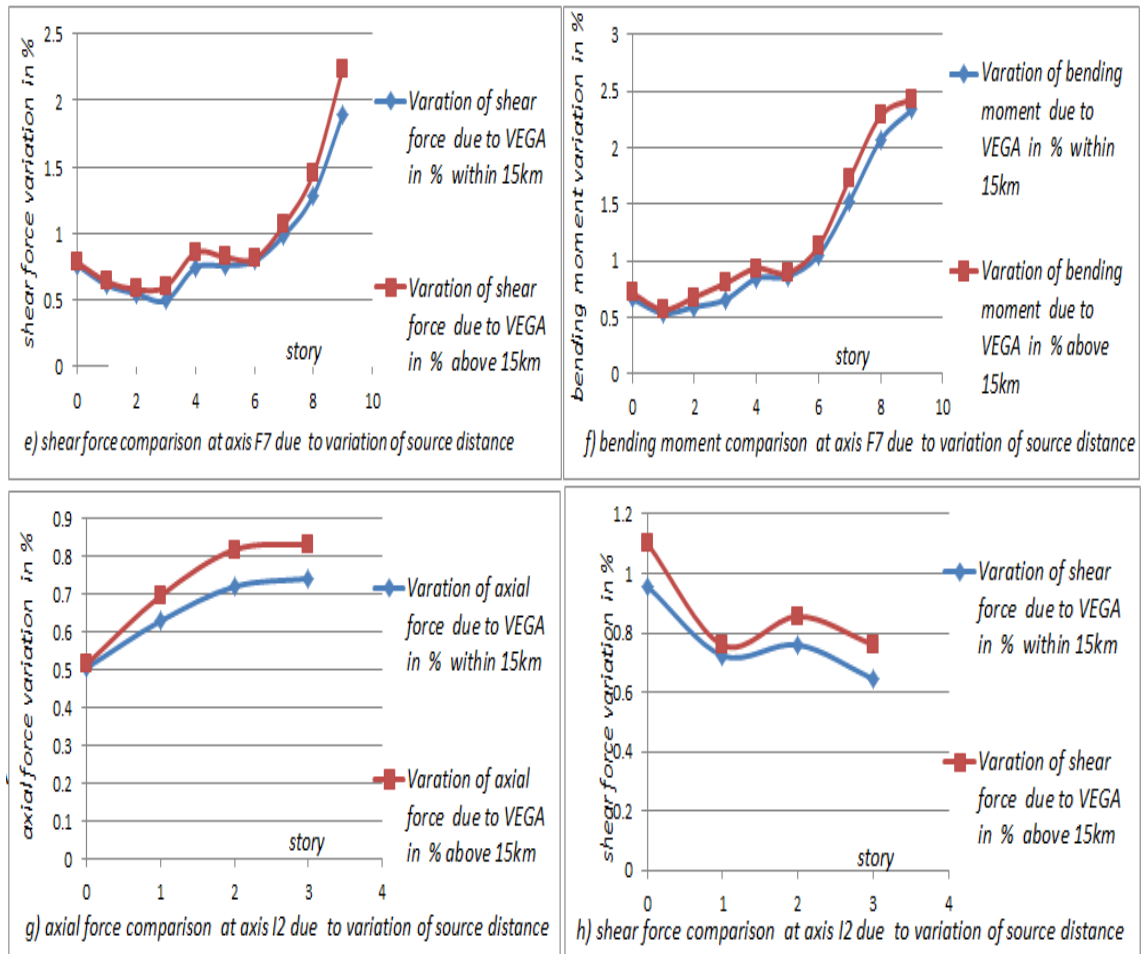 shear force variation in %
2.5
2
1.5
1
0.5
0
0 2 4 6 8 10
story
Varation of shear
force due to VEGA
in % within 15km
Variation of shear
force due to VEGA
in % above 15km
e) shear force comparison at axis F7 due to variation of source distance
bending moment variation in %
3
2.5
2
1.5
1
0.5
0
0 2 4 6 8 10
story
Varation of bending
moment due to
VEGA in % within
15km
Variation of bending
moment due to
VEGA in % above
15km
f) bending moment comparison at axis F7 due to variation of source distance
axial force variation in %
0.9
0.8
0.7
0.6
0.5
0.4
0.3
0.2
0.1
0
0 1 2 3 4
story
Varation of axial
force due to VEGA
in % within 15km
Varation of axial
force due to VEGA
in % above 15km
g) axial force comparison at axis I2 due to variation of source distance
shear force variation in %
1.2
1
0.8
0.6
0.4
0.2
0
0 1 2 3 4
story
Varation of shear
force due to VEGA
in % within 15km
Variation of shear
force due to VEGA
in % above 15km
h) shear force comparison at axis I2 due to variation of source distance